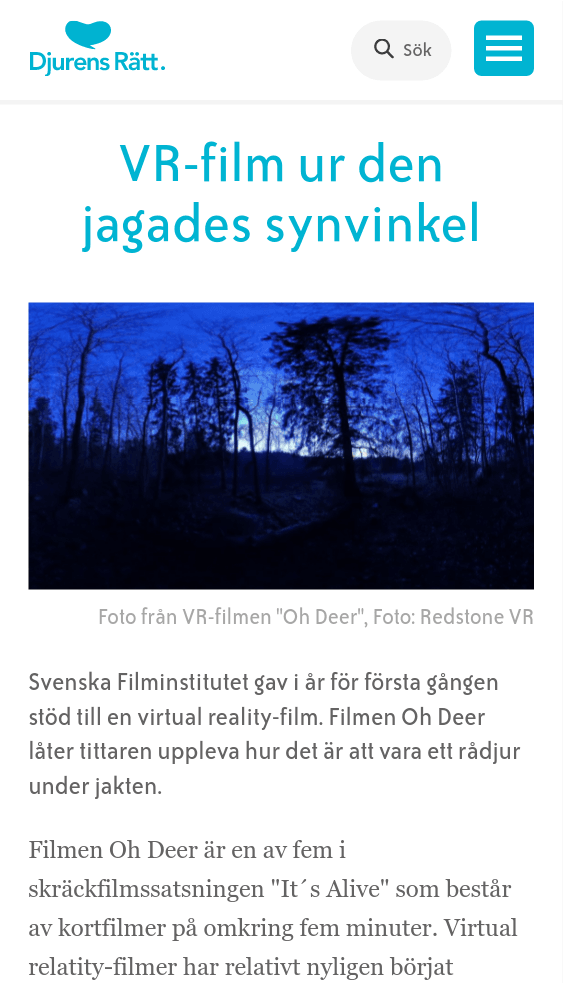 Djurens Rätt.
Sök
VR-film ur den
jagades synvinkel
Foto från VR-filmen "Oh Deer", Foto: Redstone VR
Svenska Filminstitutet gav i år för första gången
stöd till en virtual reality-film. Filmen Oh Deer
låter tittaren uppleva hur det är att vara ett rådjur
under jakten.
Filmen Oh Deer är en av fem i
skräckfilmssatsningen "It´s Alive" som består
av kortfilmer på omkring fem minuter. Virtual
relatity-filmer har relativt nyligen börjat